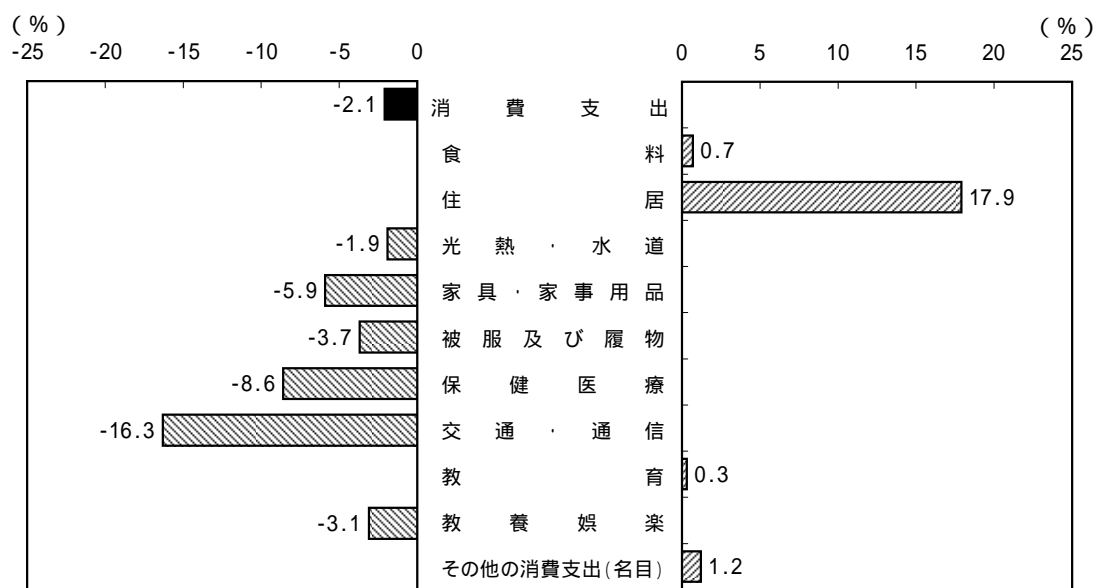 (%) (%)
-25 -20 -15 -10 -5 0 0 5 10 15 20 25
-2.1 消費支出
食料 0.7
住居 17.9
-1.9 光熱・水道
-5.9 家具・家事用品
-3.7 被服及び履物
-8.6 保健医療
-16.3 交通・通信
教育 0.3
-3.1 教養娯楽
その他の消費支出(名目) 1.2